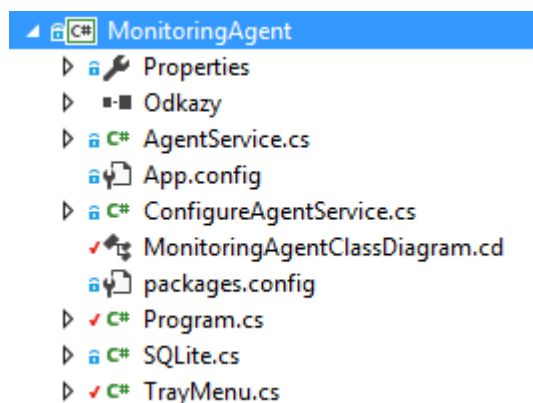 C# MonitoringAgent
Properties
Odkazy
C# AgentService.cs
App.config
C# ConfigureAgentService.cs
MonitoringAgentClassDiagram.cd
packages.config
C# Program.cs
C# SQLite.cs
C# TrayMenu.cs